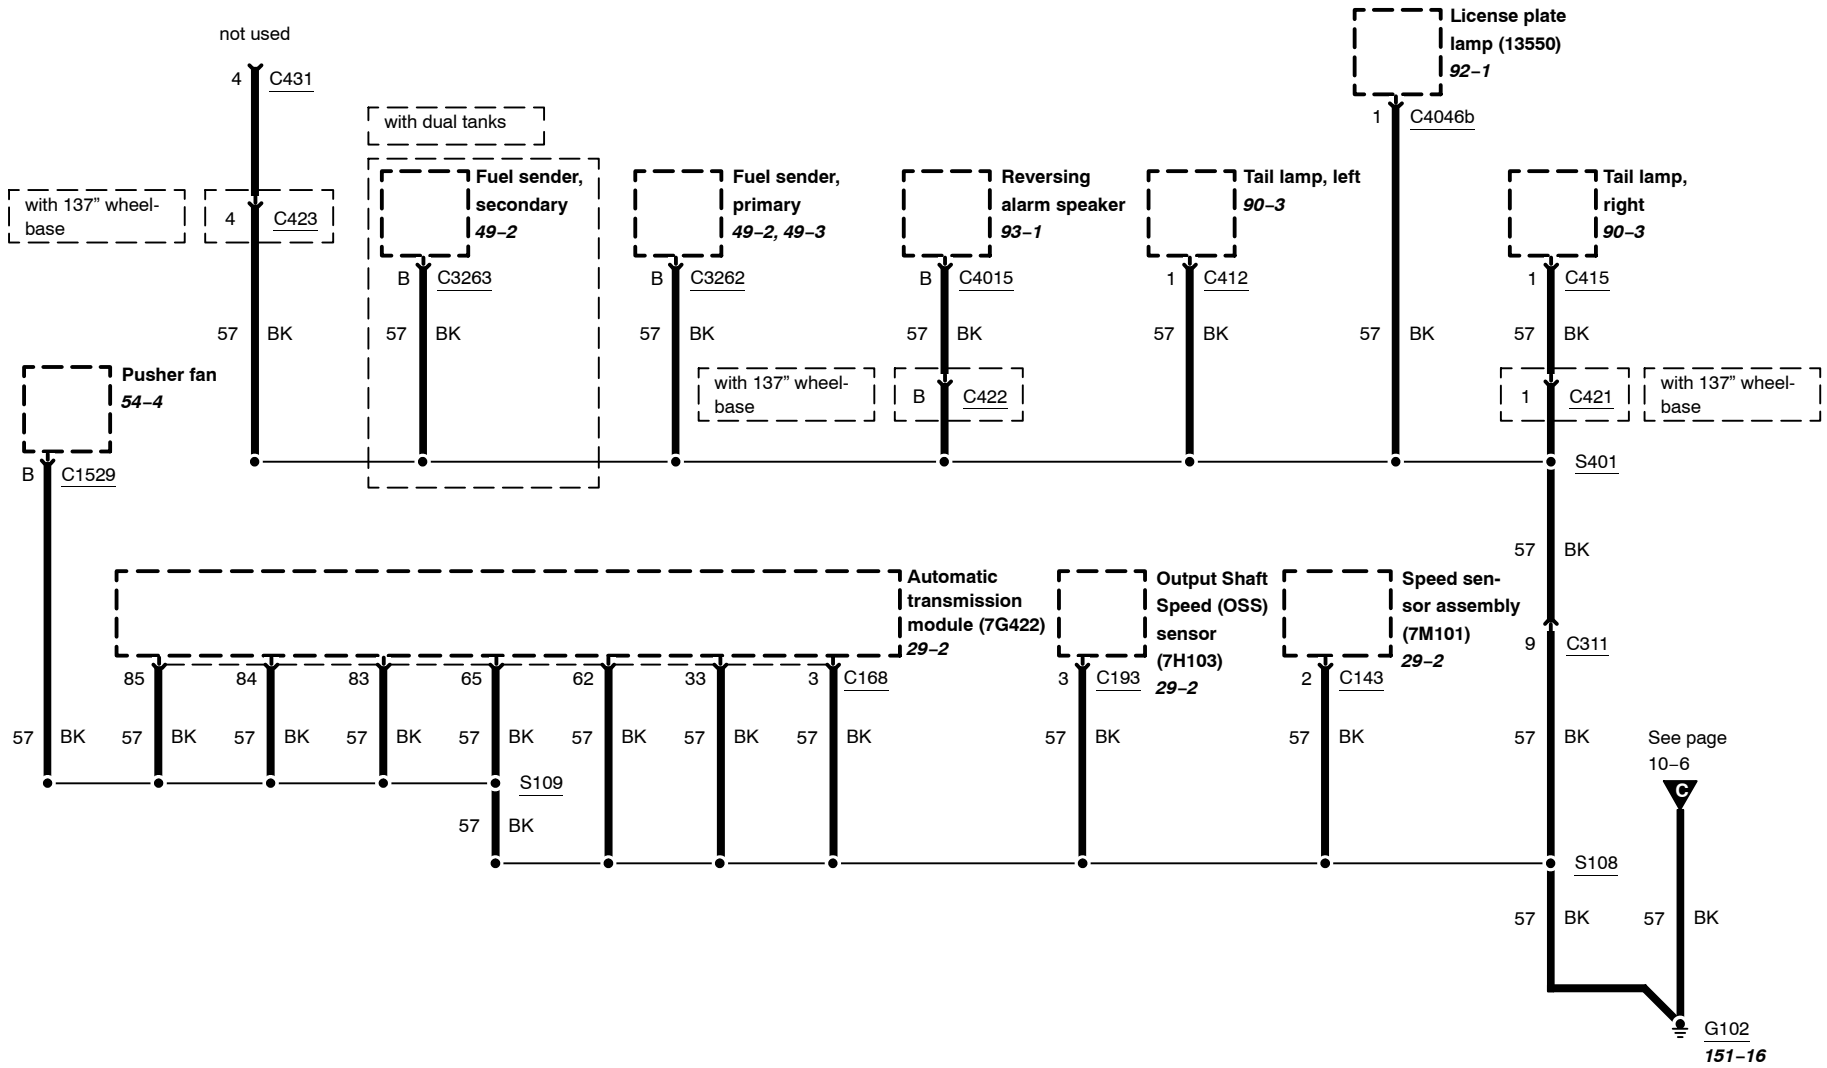 not used
4 C431
with 137” wheel-
base
4 C423
with dual tanks
Fuel sender,
secondary
49–2
B C3263
Fuel sender,
primary
49–2, 49–3
B C3262
Reversing
alarm speaker
93–1
B C4015
Tail lamp, left
90–3
1 C412
License plate
lamp (13550)
92–1
1 C4046b
Tail lamp,
right
90–3
1 C415
57 BK
57 BK
57 BK
57 BK
57 BK
57 BK
57 BK
with 137” wheel-
base
B C422
1 C421
with 137” wheel-
base
S401
Pusher fan
54–4
B C1529
57 BK
Automatic
transmission
module (7G422)
29–2
Output Shaft
Speed (OSS)
sensor
(7H103)
29–2
Speed sen-
sor assembly
(7M101)
29–2
9 C311
85 84 83 65 62 33 3 C168
3 C193
2 C143
57 BK
57 BK
57 BK
57 BK
57 BK
57 BK
57 BK
57 BK
57 BK
57 BK
57 BK
See page
10–6
C
S109
57 BK
S108
57 BK
57 BK
G102
151–16